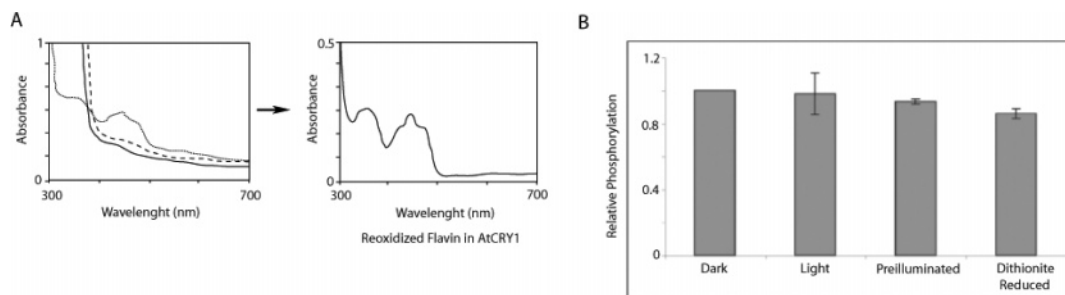 A
1
Absorbance
0
300
700
Wavelenght (nm)
0.5
Absorbance
0
300
700
Wavelenght (nm)
Reoxidized Flavin in AtCRY1
B
1.2
0.8
0.4
0
Relative Phosphorylation
Dark
Light
Preilluminated
Dithionite
Reduced